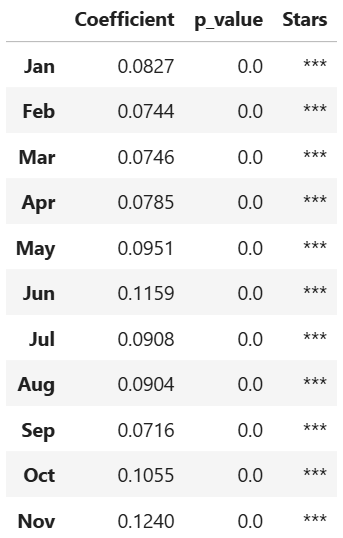 Coefficient p_value Stars
Jan 0.0827 0.0 ***
Feb 0.0744 0.0 ***
Mar 0.0746 0.0 ***
Apr 0.0785 0.0 ***
May 0.0951 0.0 ***
Jun 0.1159 0.0 ***
Jul 0.0908 0.0 ***
Aug 0.0904 0.0 ***
Sep 0.0716 0.0 ***
Oct 0.1055 0.0 ***
Nov 0.1240 0.0 ***